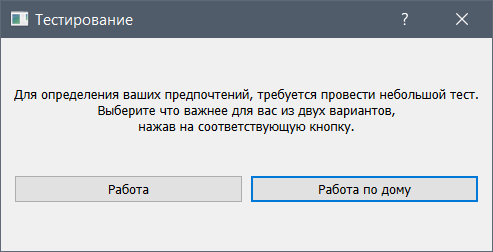 Тестирование
Для определения ваших предпочтений, требуется провести небольшой тест.
Выберите что важнее для вас из двух вариантов,
нажав на соответствующую кнопку.
Работа
Работа по дому